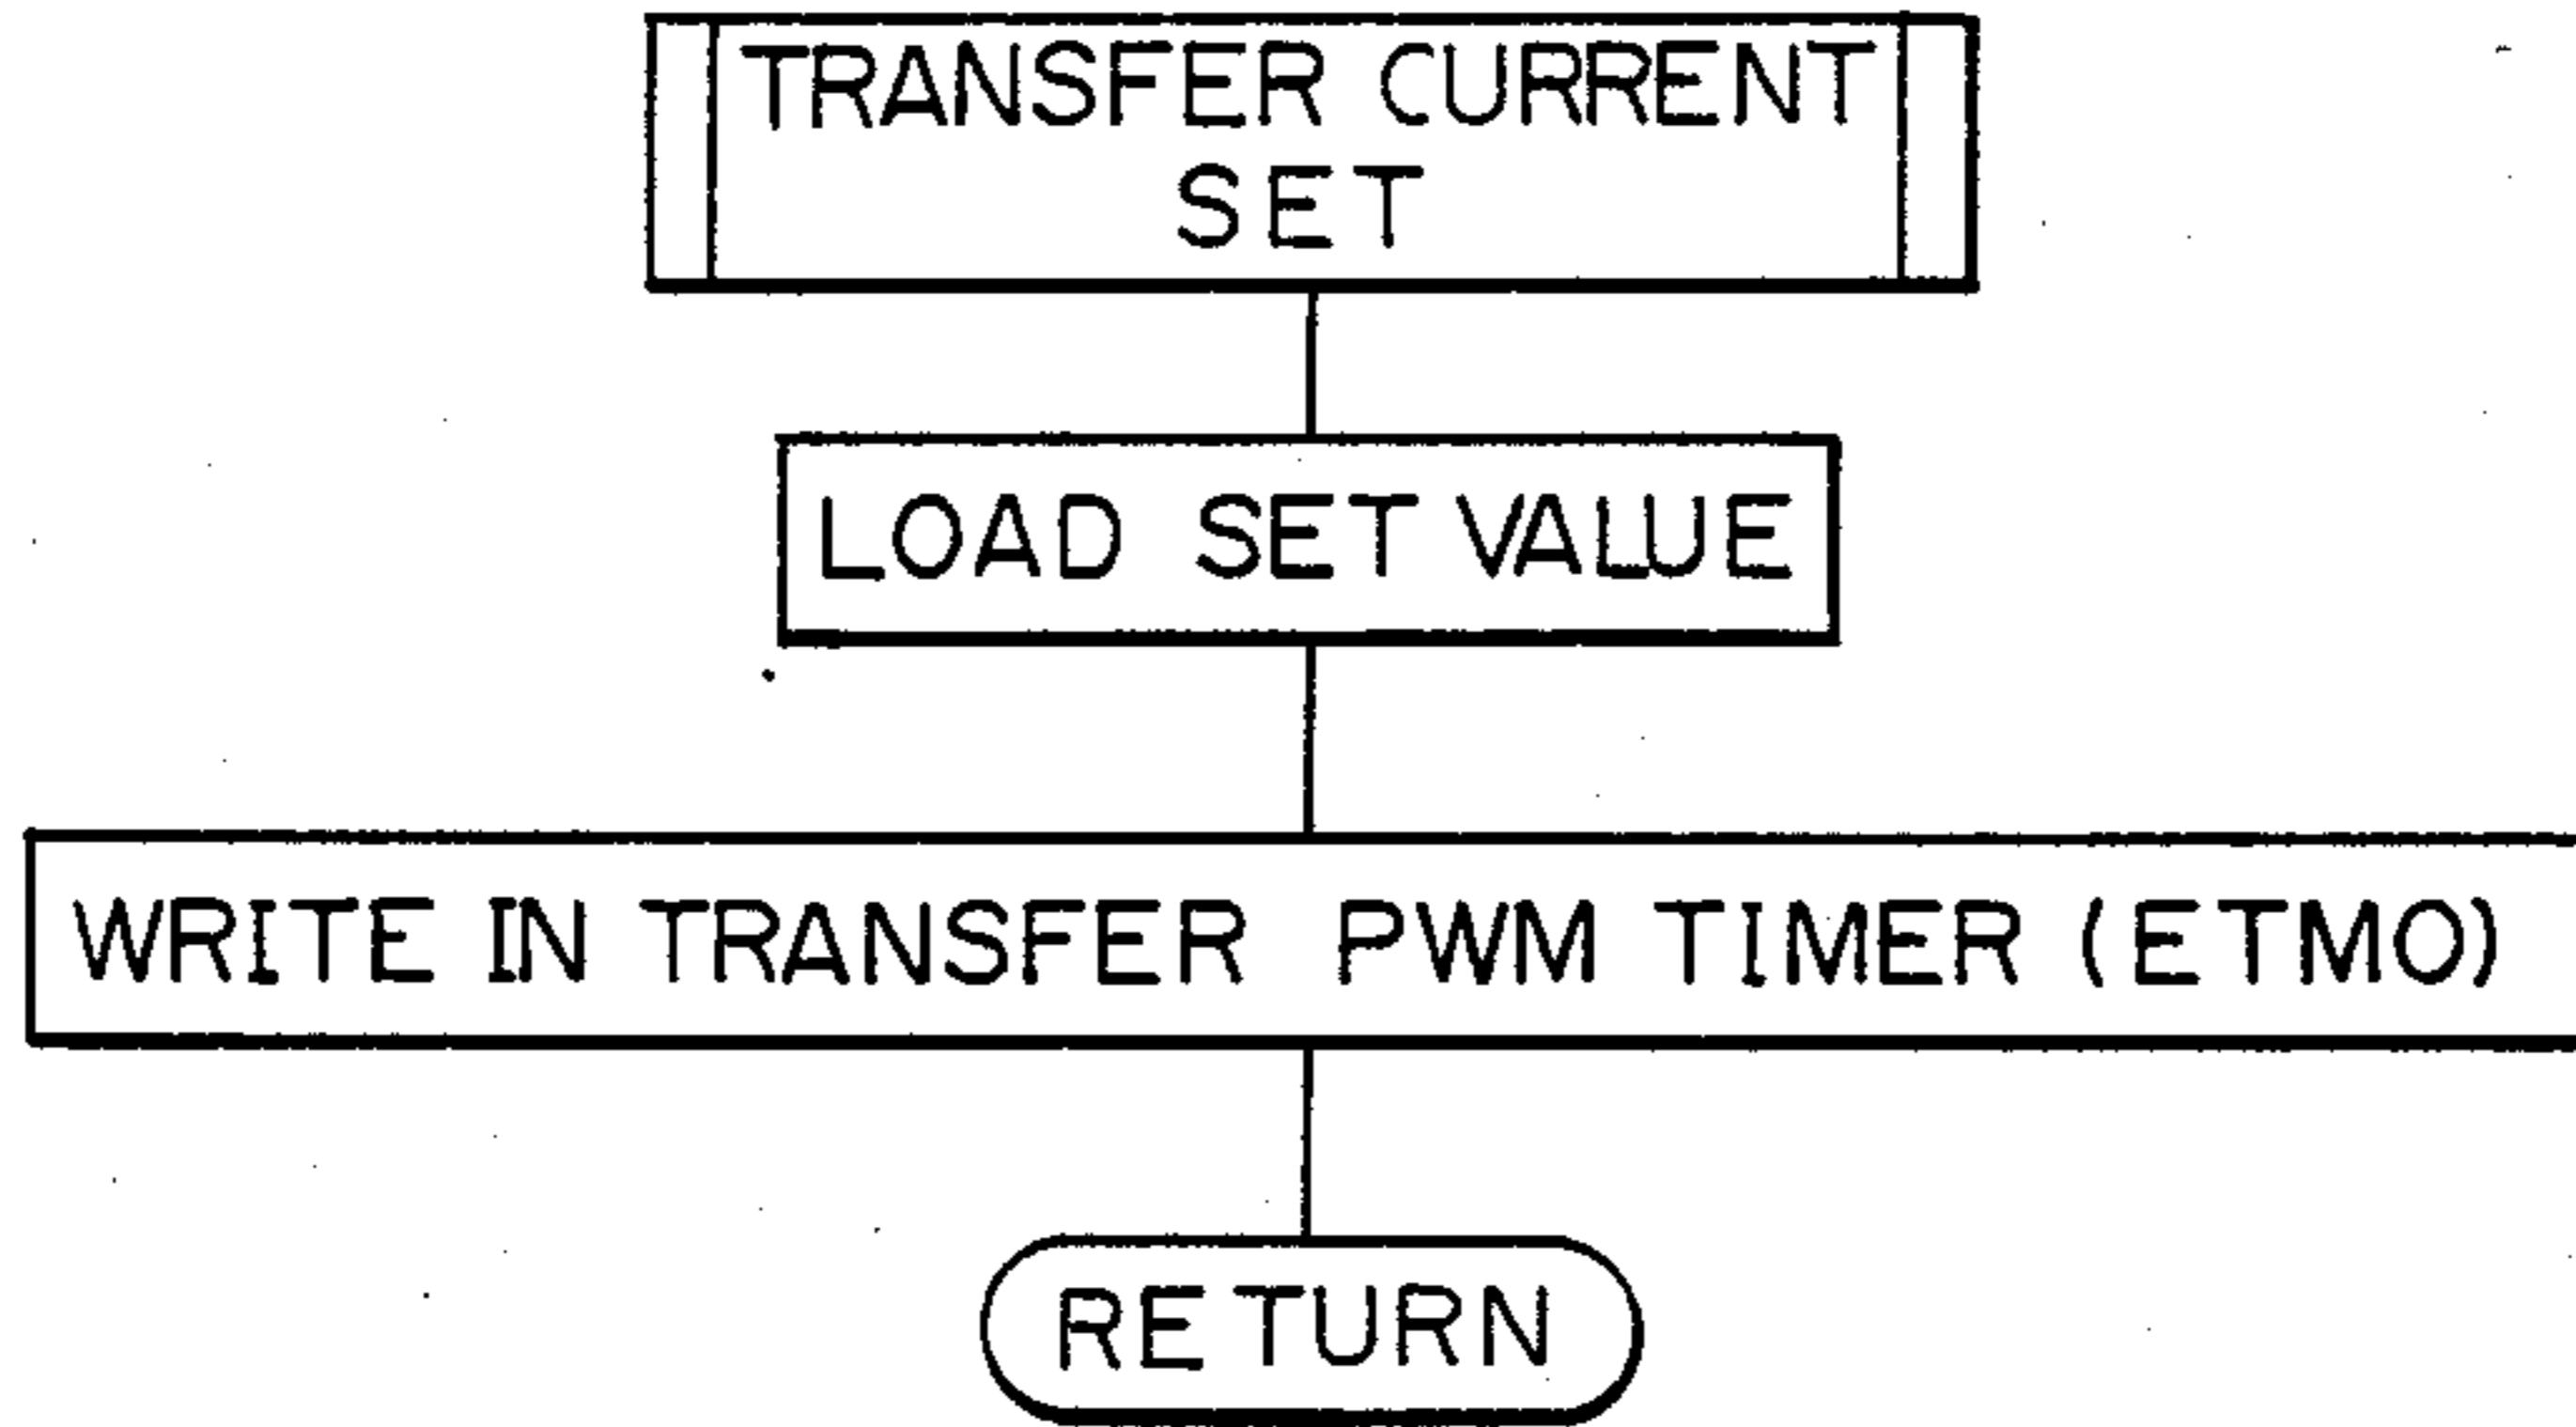 TRANSFER CURRENT
SET
LOAD SET VALUE
WRITE IN TRANSFER PWM TIMER (ETMO)
RETURN